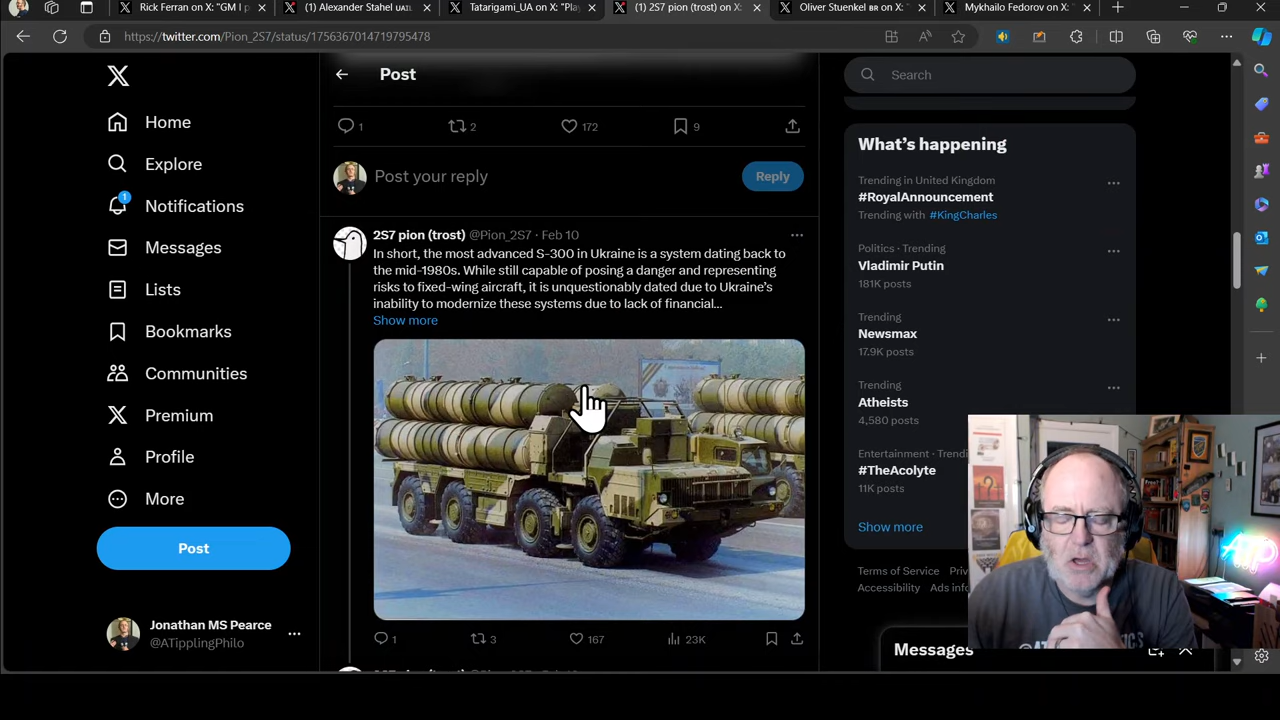 Rick Ferran on X: "GM I p
(1) Alexander Stahel
Tatarigami_UA on X: "Pla
(1) 2S7 pion (trost) on X:
Oliver Stuenkel BR on X: "
Mykhailo Fedorov on X: "
https://twitter.com/Pion_2S7/status/1756367014719795478
Home
Explore
1
Notifications
Messages
Lists
Bookmarks
Communities
Premium
Profile
More
Post
Jonathan MS Pearce
@ATipplingPhilo
Post
1
2
172
9
Post your reply
Reply
2S7 pion (trost) @Pion_2S7 · Feb 10
In short, the most advanced S-300 in Ukraine is a system dating back to
the mid-1980s. While still capable of posing a danger and representing
risks to fixed-wing aircraft, it is unquestionably dated due to Ukraine's
inability to modernize these systems due to lack of financial...
Show more
1
3
167
23K
Search
What's happening
Trending in United Kingdom
#RoyalAnnouncement
Trending with #KingCharles
Politics · Trending
Vladimir Putin
181K posts
Trending
Newsmax
17.9K posts
Trending
Atheists
4,580 posts
Entertainment · Trendi
#TheAcolyte
11K posts
Show more
Terms of Service
Accessibility
Messages